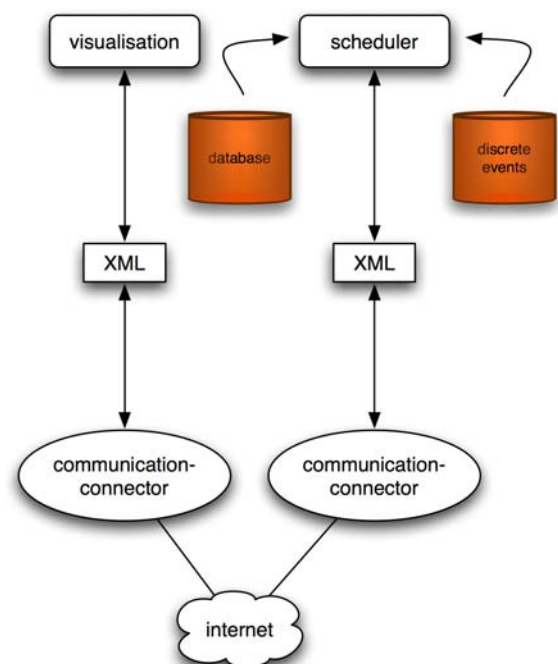 visualisation
scheduler
database
discrete
events
XML
XML
communication-
connector
communication-
connector
internet